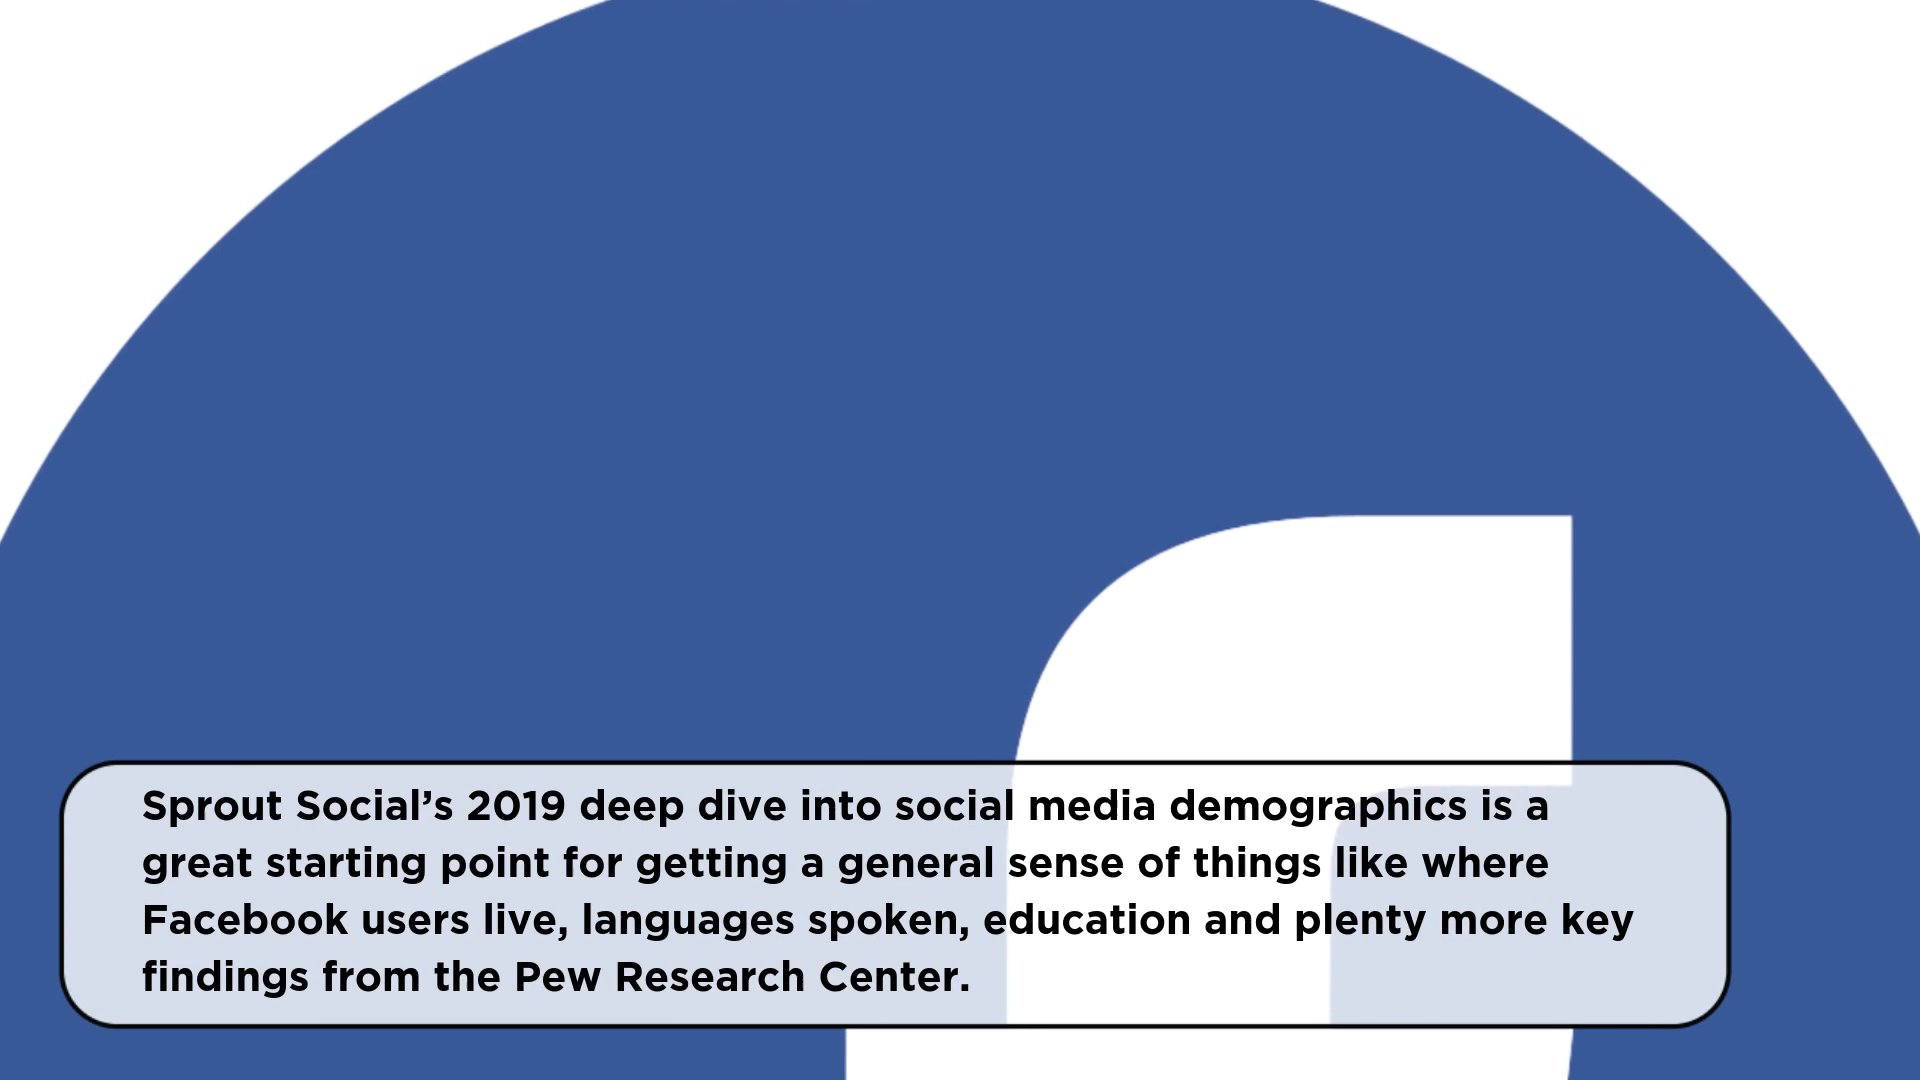 Sprout Social’s 2019 deep dive into social media demographics is a
great starting point for getting a general sense of things like where
Facebook users live, languages spoken, education and plenty more key
findings from the Pew Research Center.